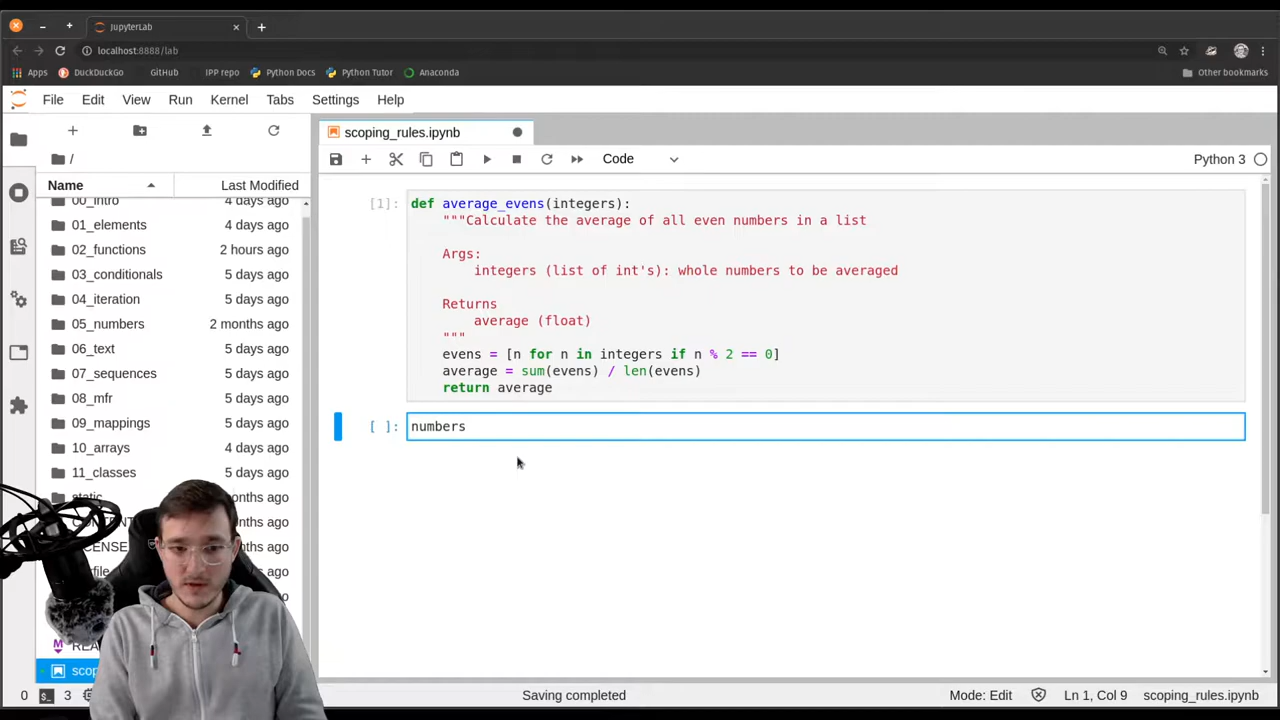 JupyterLab
localhost:8888/lab
Apps DuckDuckGo GitHub IPP repo Python Docs Python Tutor Anaconda Other bookmarks
File Edit View Run Kernel Tabs Settings Help
scoping_rules.ipynb
/
Code Python 3
Name Last Modified
00_intro 4 days ago
01_elements 4 days ago
02_functions 2 hours ago
03_conditionals 5 days ago
04_iteration 5 days ago
05_numbers 2 months ago
06_text 5 days ago
07_sequences 5 days ago
08_mfr 5 days ago
09_mappings 5 days ago
10_arrays 4 days ago
11_classes 5 days ago
static
[1]: def average_evens(integers):
"""Calculate the average of all even numbers in a list
Args:
integers (list of int's): whole numbers to be averaged
Returns
average (float)
"""
evens = [n for n in integers if n % 2 == 0]
average = sum(evens) / len(evens)
return average
[ ]: numbers
0 3 Saving completed Mode: Edit Ln 1, Col 9 scoping_rules.ipynb